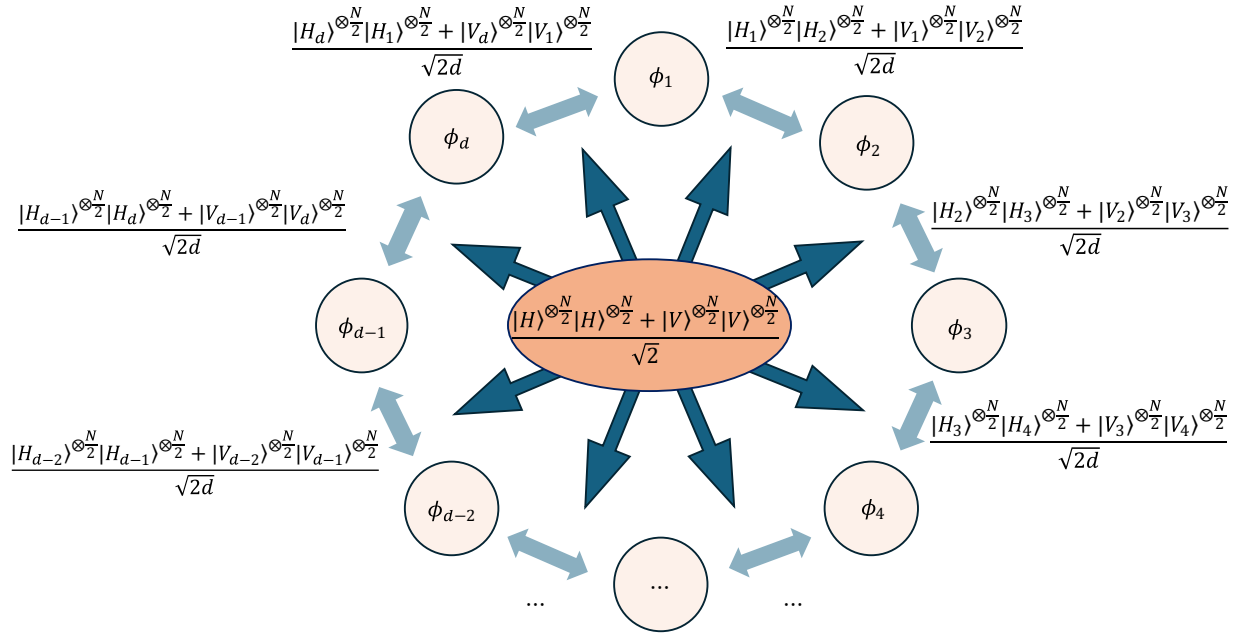 (|H_d⟩^{⊗N/2}|H_1⟩^{⊗N/2} + |V_d⟩^{⊗N/2}|V_1⟩^{⊗N/2})/√(2d)
(|H_1⟩^{⊗N/2}|H_2⟩^{⊗N/2} + |V_1⟩^{⊗N/2}|V_2⟩^{⊗N/2})/√(2d)
ϕ_1
ϕ_d
ϕ_2
(|H_{d−1}⟩^{⊗N/2}|H_d⟩^{⊗N/2} + |V_{d−1}⟩^{⊗N/2}|V_d⟩^{⊗N/2})/√(2d)
(|H_2⟩^{⊗N/2}|H_3⟩^{⊗N/2} + |V_2⟩^{⊗N/2}|V_3⟩^{⊗N/2})/√(2d)
ϕ_{d−1}
(|H⟩^{⊗N/2}|H⟩^{⊗N/2} + |V⟩^{⊗N/2}|V⟩^{⊗N/2})/√2
ϕ_3
(|H_{d−2}⟩^{⊗N/2}|H_{d−1}⟩^{⊗N/2} + |V_{d−2}⟩^{⊗N/2}|V_{d−1}⟩^{⊗N/2})/√(2d)
(|H_3⟩^{⊗N/2}|H_4⟩^{⊗N/2} + |V_3⟩^{⊗N/2}|V_4⟩^{⊗N/2})/√(2d)
ϕ_{d−2}
ϕ_4
...
...
...